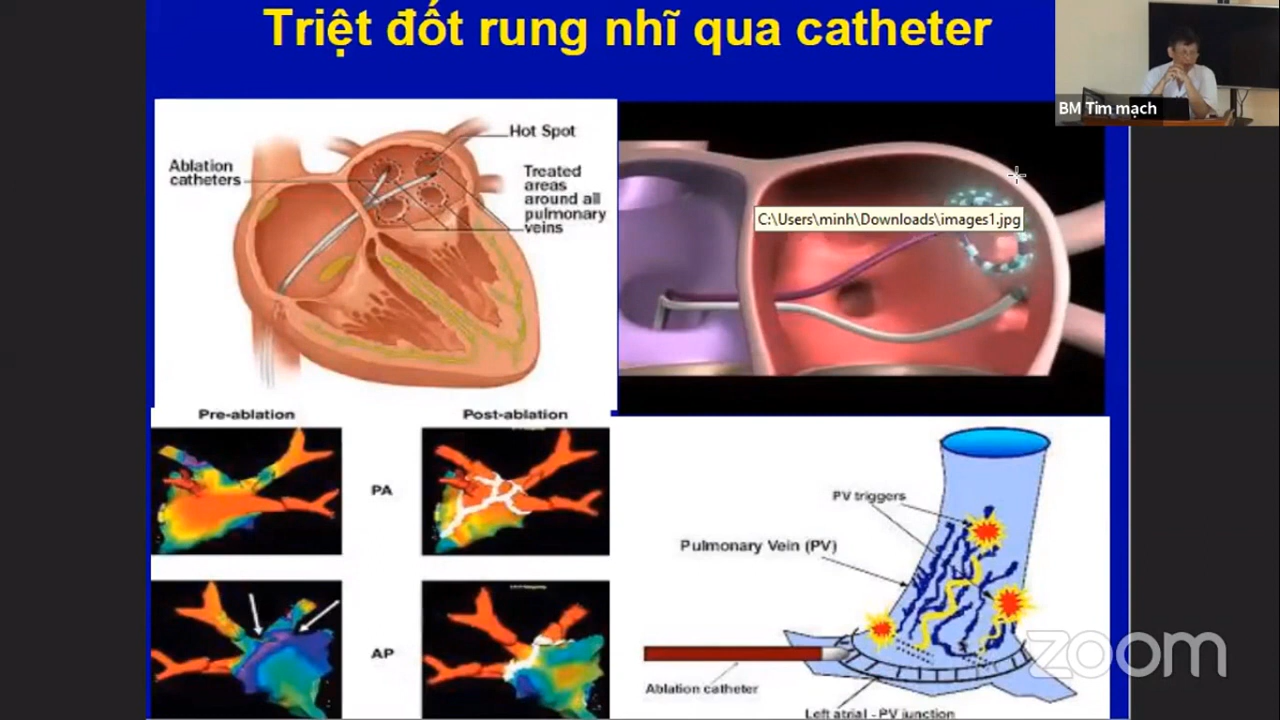 Triệt đốt rung nhĩ qua catheter
BM Tim mạch
Hot Spot
Ablation
catheters
Treated
areas
around all
pulmonary
veins
C:\Users\minh\Downloads\images1.jpg
Pre-ablation
Post-ablation
PA
AP
PV triggers
Pulmonary Vein (PV)
Ablation catheter
Left atrial - PV junction
zoom